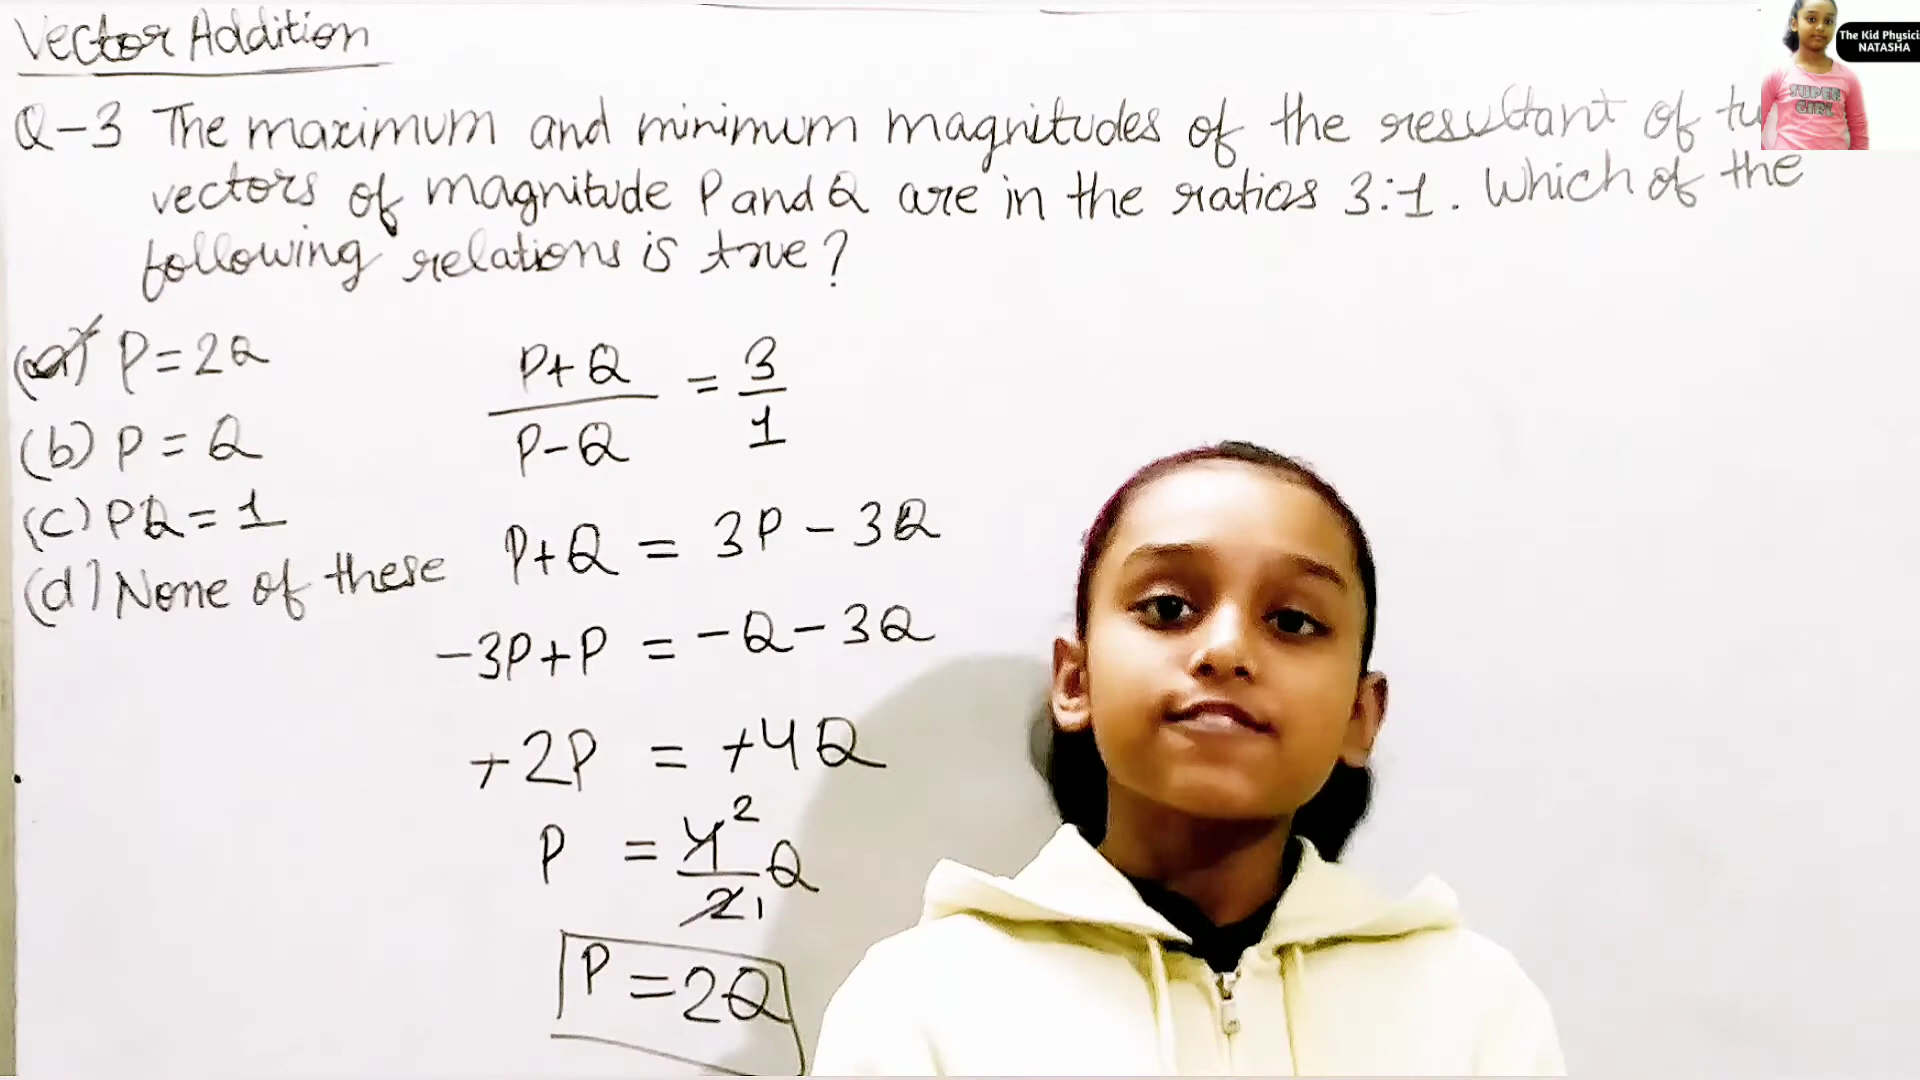 Vector Addition
The Kid Physici
NATASHA
SUPER
GIRL
Q-3 The maximum and minimum magnitudes of the resultant of
vectors of magnitude P and Q are in the ratios 3:1. Which of the
following relations is true?
(a) P = 2Q
(b) P = Q
(c) PQ = 1
(d) None of these
P+Q / P-Q = 3/1
P+Q = 3P - 3Q
-3P+P = -Q-3Q
+2P = +4Q
P = 4 2 / 2 1 Q
P = 2Q